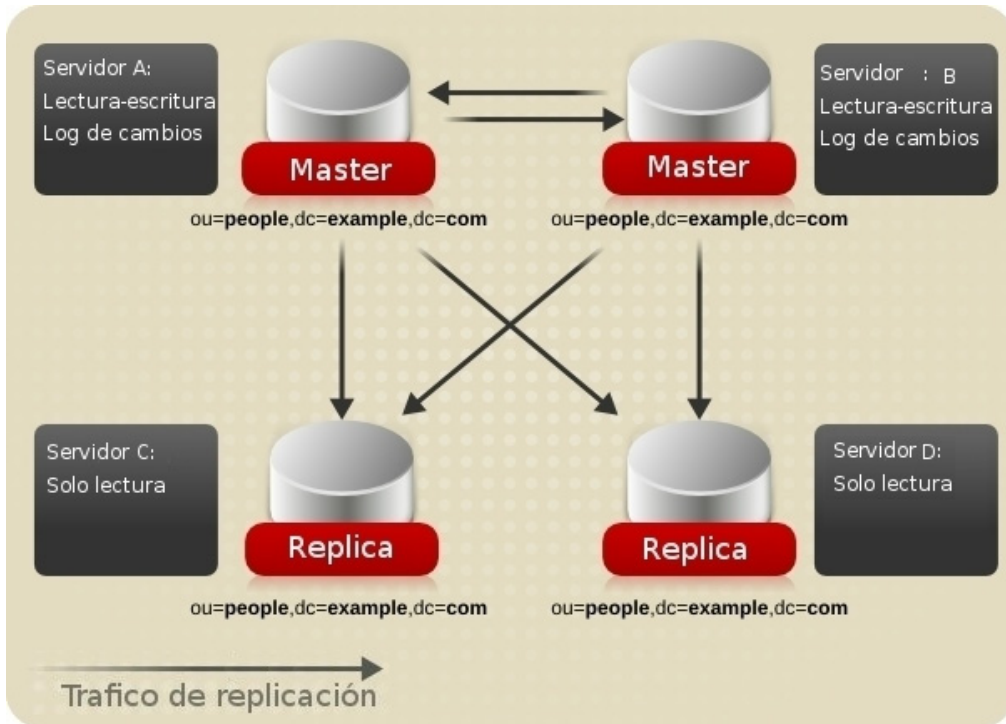 Servidor A:
Lectura-escritura
Log de cambios
Master
ou=people,dc=example,dc=com
Servidor : B
Lectura-escritura
Log de cambios
Master
ou=people,dc=example,dc=com
Servidor C:
Solo lectura
Replica
ou=people,dc=example,dc=com
Servidor D:
Solo lectura
Replica
ou=people,dc=example,dc=com
Trafico de replicación